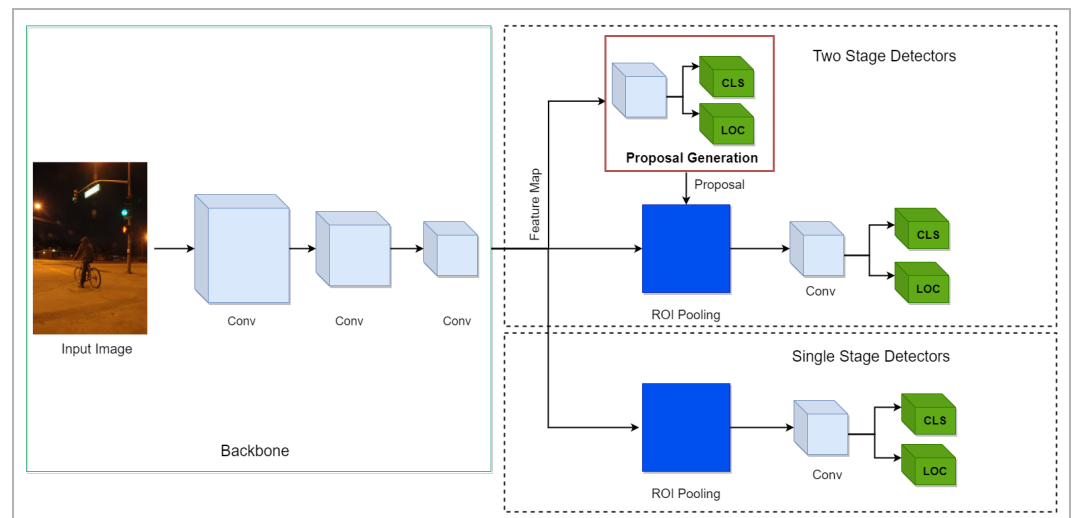 Two Stage Detectors
CLS
LOC
Proposal Generation
Feature Map
Proposal
CLS
LOC
Conv
ROI Pooling
Conv
Conv
Conv
Input Image
Backbone
Single Stage Detectors
CLS
LOC
Conv
ROI Pooling